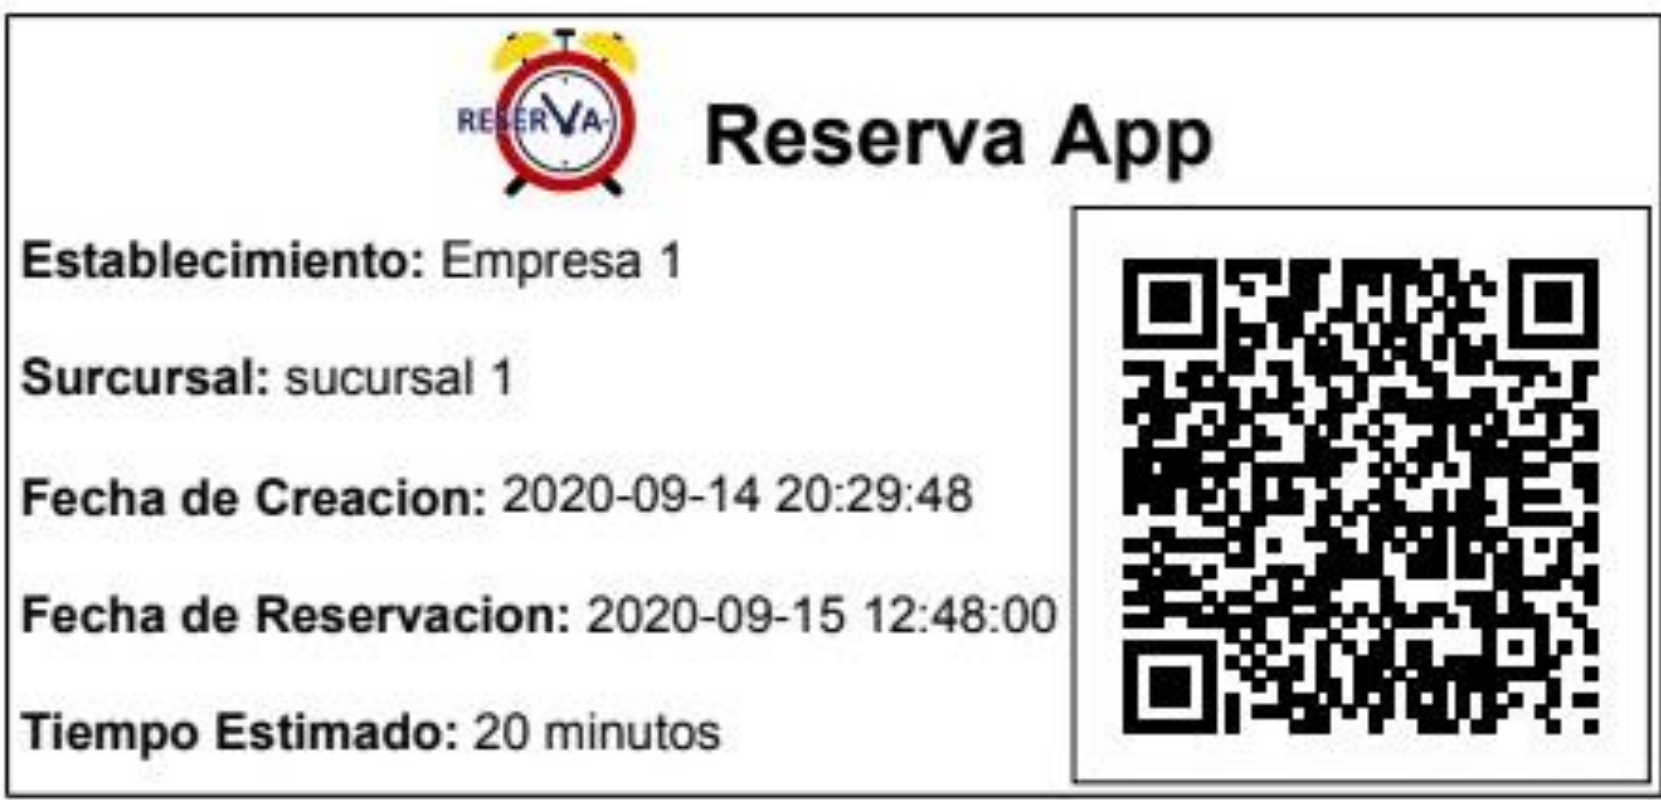 RESERVA
Reserva App
Establecimiento: Empresa 1
Surcursal: sucursal 1
Fecha de Creacion: 2020-09-14 20:29:48
Fecha de Reservacion: 2020-09-15 12:48:00
Tiempo Estimado: 20 minutos